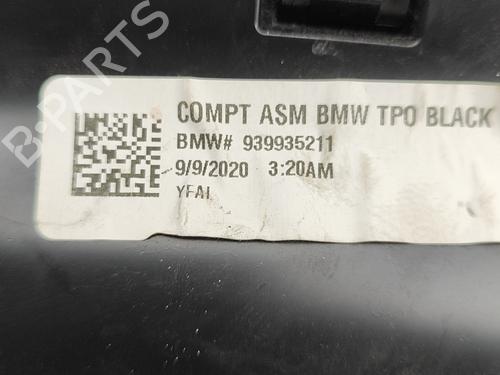 COMPT ASM BMW TPO BLACK
BMW# 939935211
9/9/2020 3:20AM
YFAI
B-PARTS